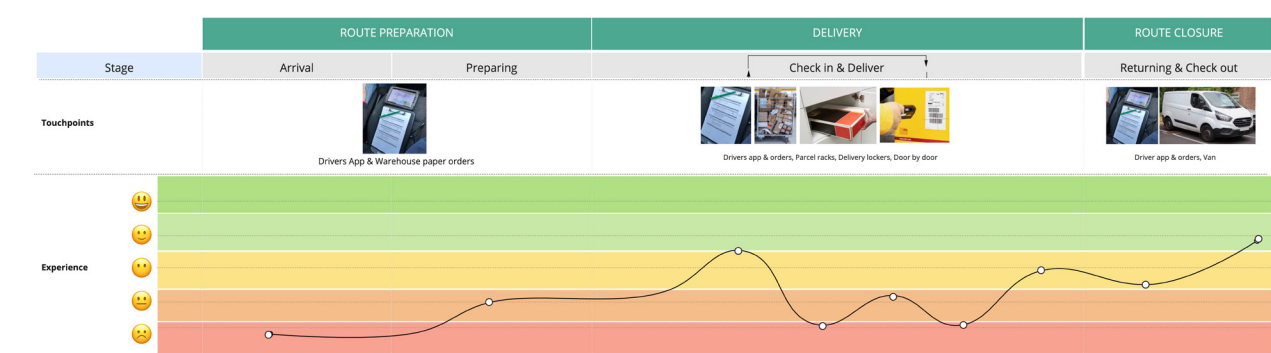 ROUTE PREPARATION
DELIVERY
ROUTE CLOSURE
Stage
Arrival
Preparing
Check in & Deliver
Returning & Check out
Touchpoints
Drivers App & Warehouse paper orders
Drivers app & orders, Parcel racks, Delivery lockers, Door by door
Driver app & orders, Van
Experience